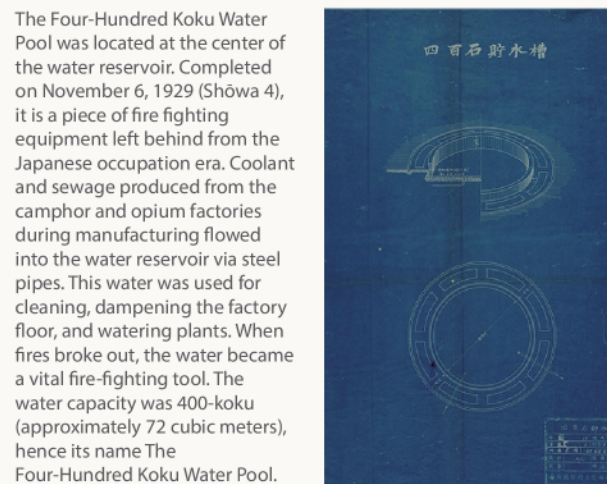 The Four-Hundred Koku Water
Pool was located at the center of
the water reservoir. Completed
on November 6, 1929 (Shōwa 4),
it is a piece of fire fighting
equipment left behind from the
Japanese occupation era. Coolant
and sewage produced from the
camphor and opium factories
during manufacturing flowed
into the water reservoir via steel
pipes. This water was used for
cleaning, dampening the factory
floor, and watering plants. When
fires broke out, the water became
a vital fire-fighting tool. The
water capacity was 400-koku
(approximately 72 cubic meters),
hence its name The
Four-Hundred Koku Water Pool.
四百石貯水槽